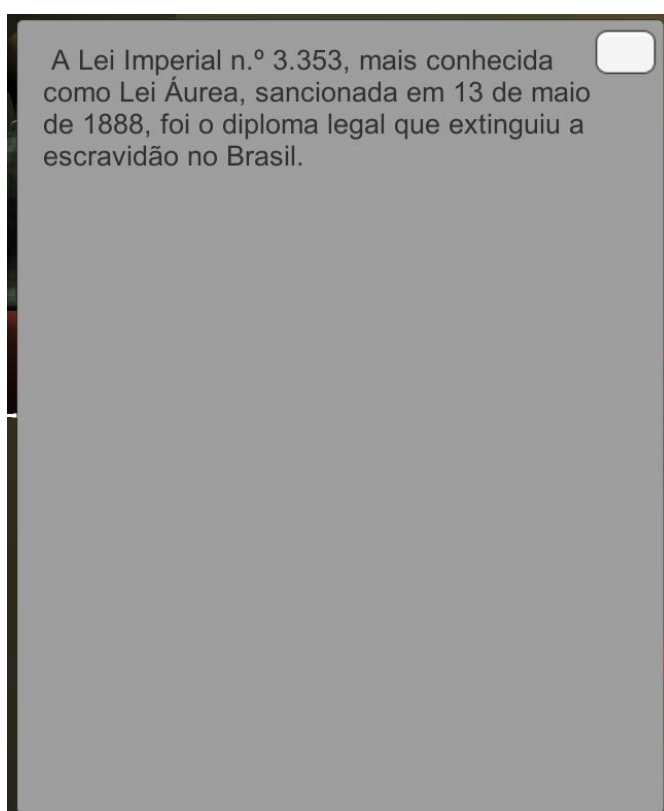 A Lei Imperial n.º 3.353, mais conhecida
como Lei Áurea, sancionada em 13 de maio
de 1888, foi o diploma legal que extinguiu a
escravidão no Brasil.